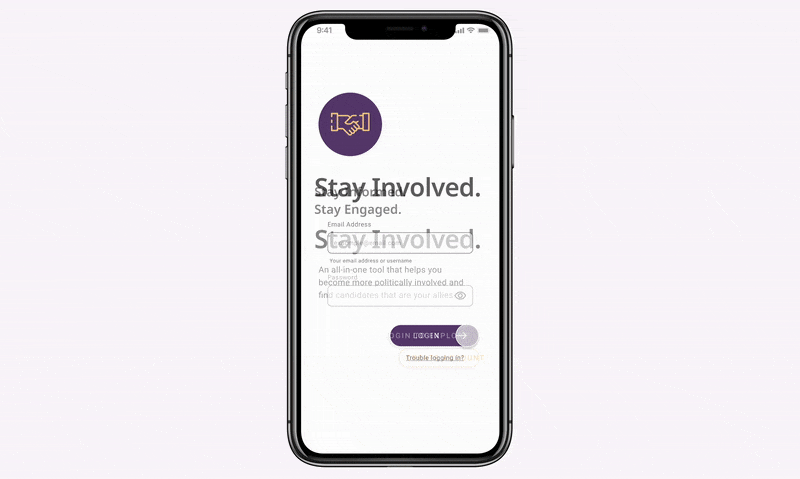 9:41
Stay Involved.
Stay Informed.
Stay Engaged.
Email Address
Stay Involved.
Your email address or username
An all-in-one tool that helps you
Password
become more politically involved and
find candidates that are your allies
LOGIN
Trouble logging in?